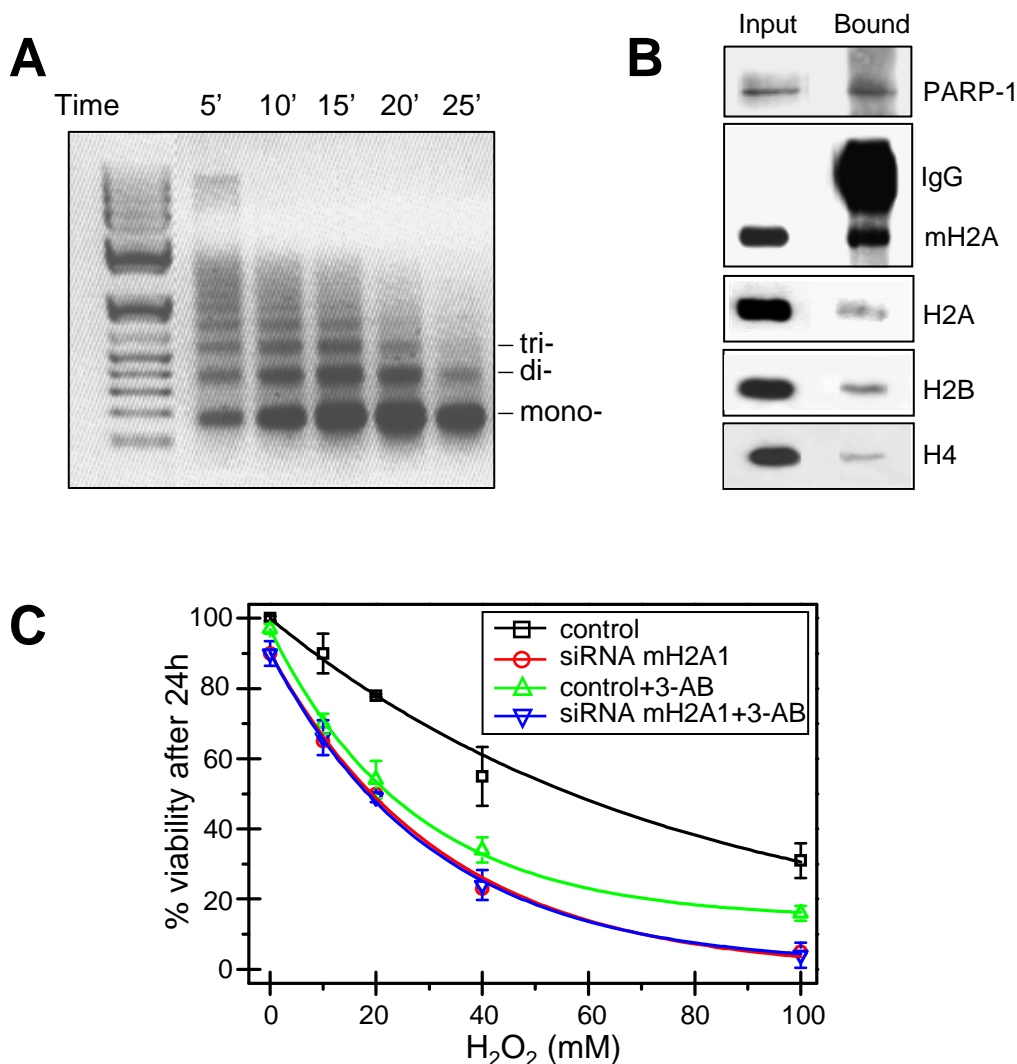 A
Time 5’ 10’ 15’ 20’ 25’
tri-
di-
mono-
B
Input Bound
PARP-1
IgG
mH2A
H2A
H2B
H4
C
% viability after 24h
100
80
60
40
20
0
control
siRNA mH2A1
control+3-AB
siRNA mH2A1+3-AB
0 20 40 60 80 100
H₂O₂ (mM)